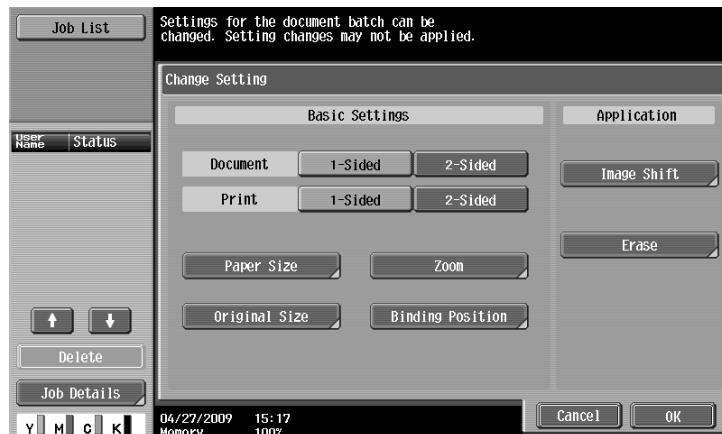 Job List
Settings for the document batch can be
changed. Setting changes may not be applied.
Change Setting
Basic Settings
Application
User
Name
Status
Document 1-Sided 2-Sided
Print 1-Sided 2-Sided
Image Shift
Erase
Paper Size Zoom
Original Size Binding Position
Delete
Job Details
Y M C K
04/27/2009 15:17
Memory 100%
Cancel OK